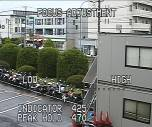 FOCUS ADJUSTMENT
LOW HIGH
INDICATOR 425
PEAK HOLD 470